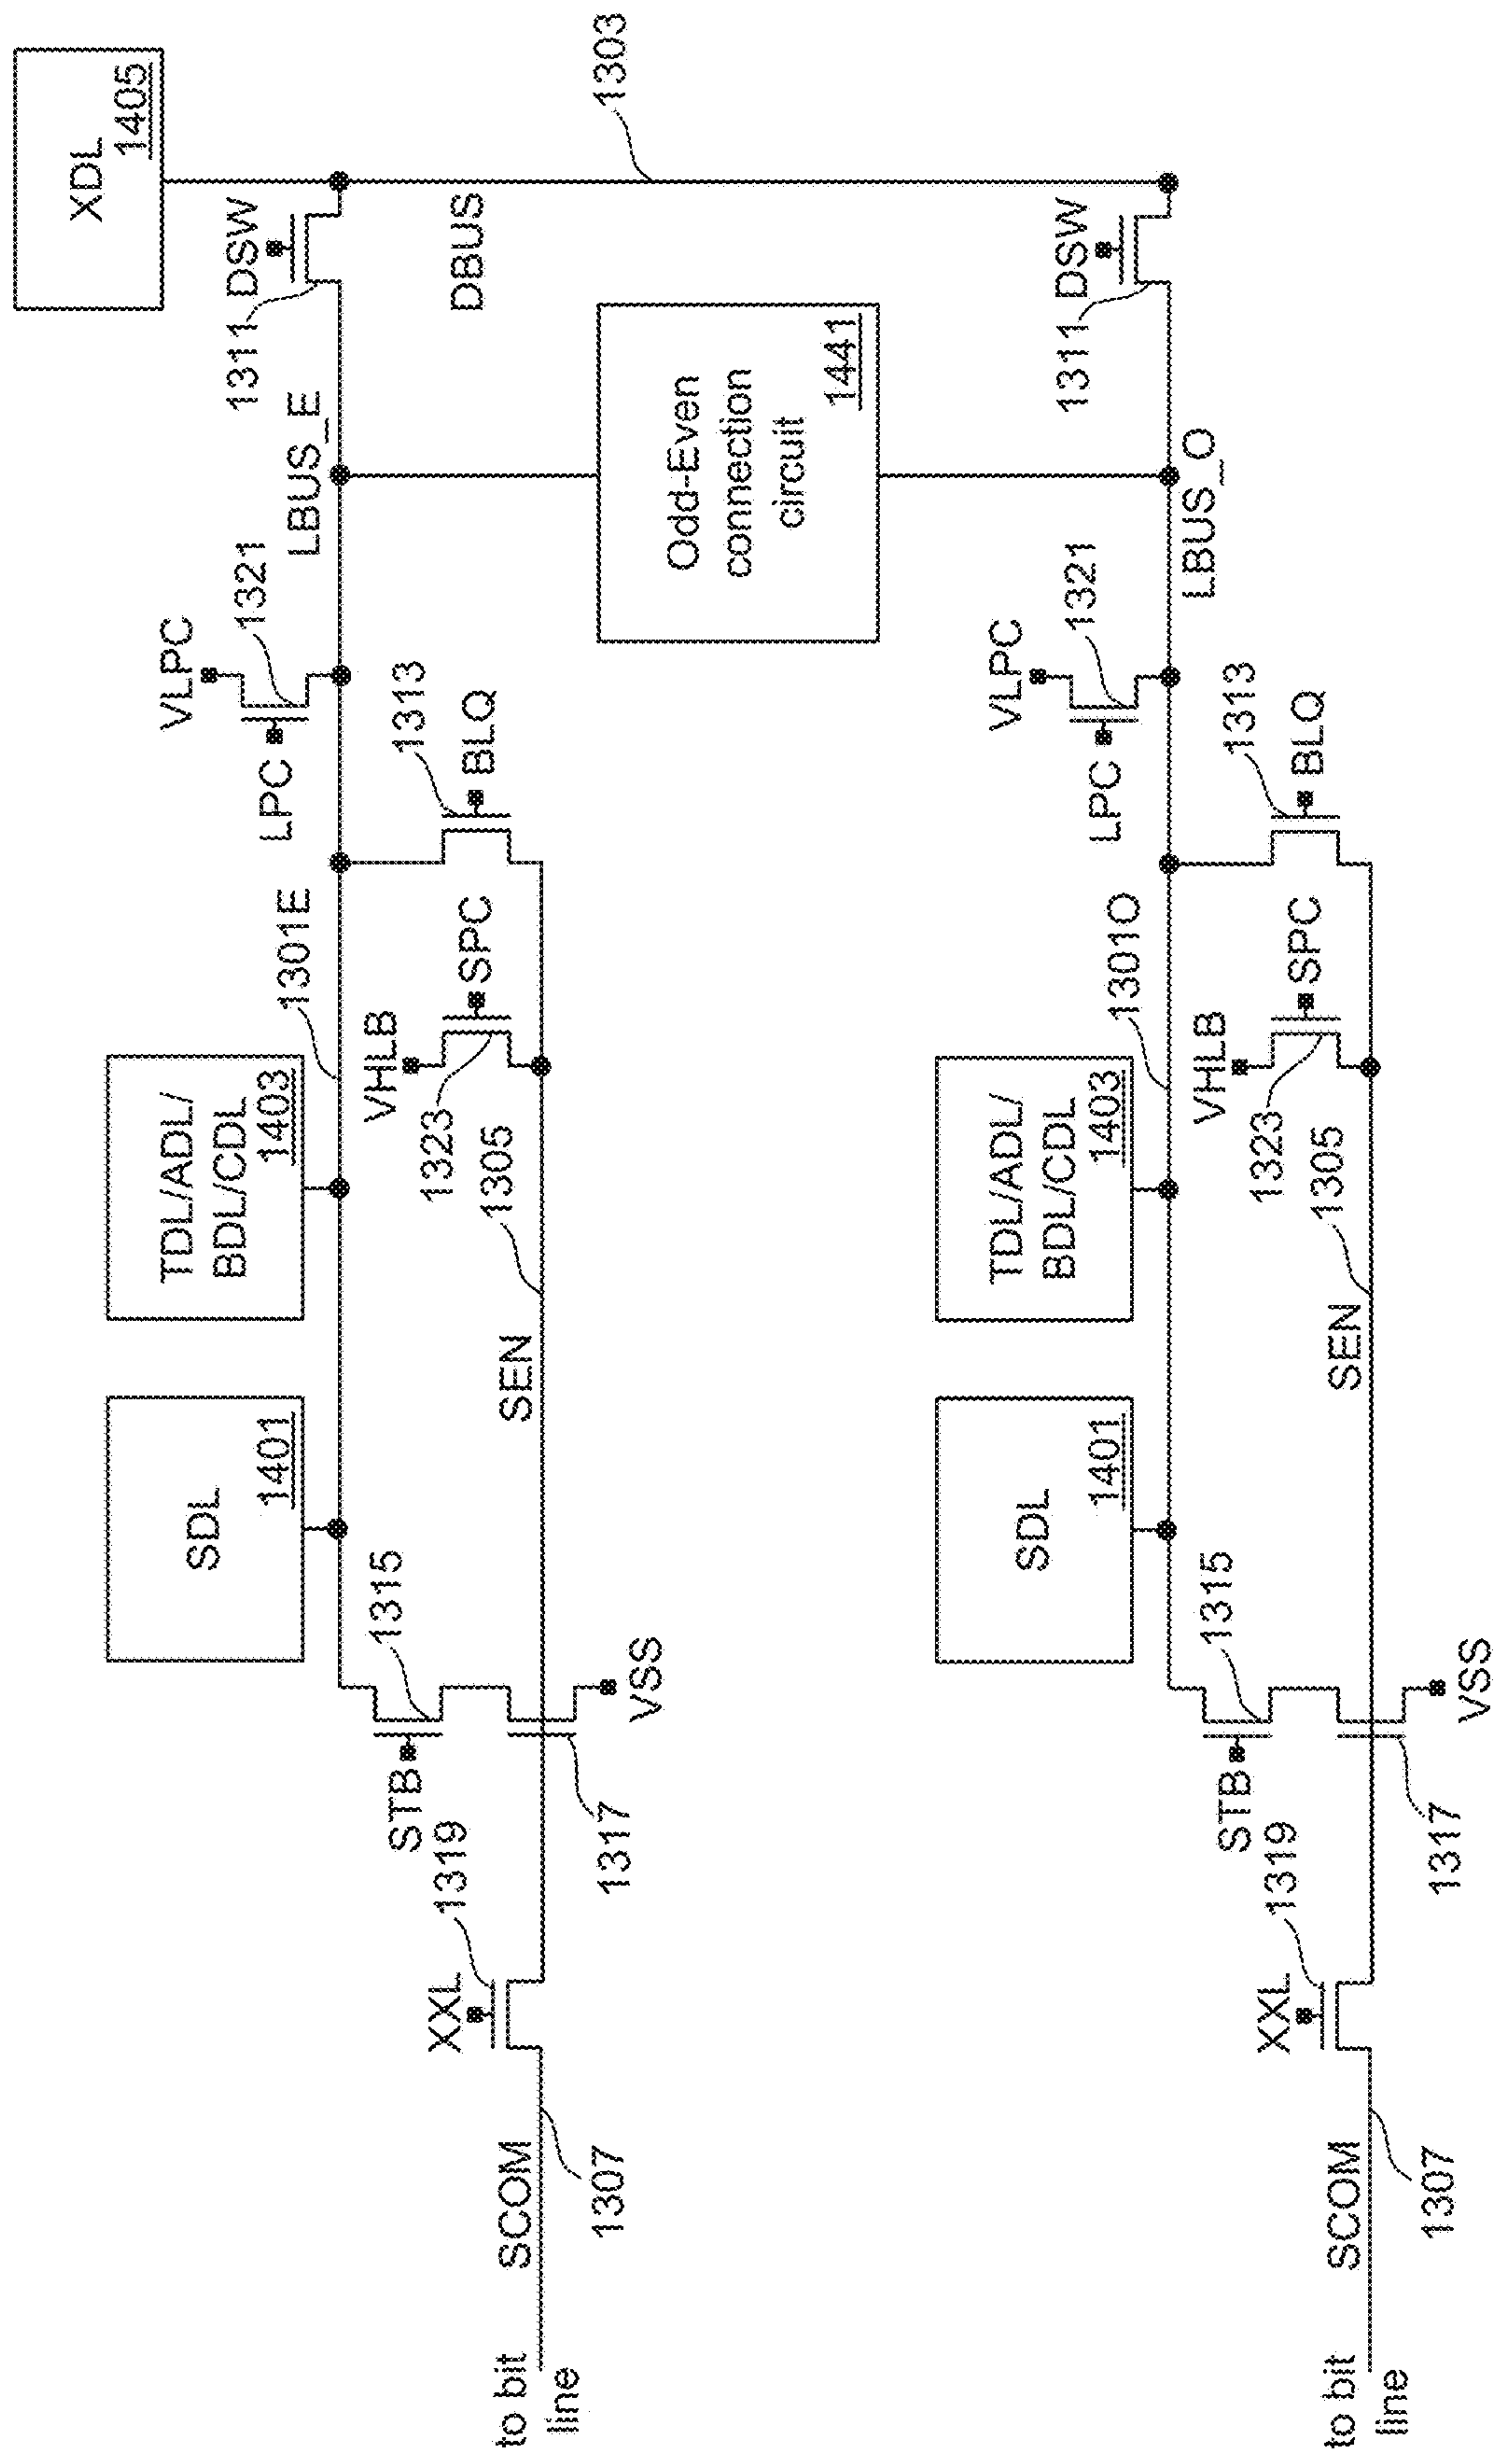 XDL
1405
1303
DSW
1311
DBUS
LBUS_E
VLPC
1321
LPC
1313
BLQ
1301E
SPC
VHLB
1323
1305
TDL/ADL/
BDL/CDL
1403
SEN
SDL
1401
1315
STB
VSS
1317
1319
XXL
SCOM
1307
to bit
line
Odd-Even
connection
circuit
1441
DSW
1311
LBUS_O
VLPC
1321
LPC
1313
BLQ
1301O
SPC
VHLB
1323
1305
TDL/ADL/
BDL/CDL
1403
SEN
SDL
1401
1315
STB
VSS
1317
1319
XXL
SCOM
1307
to bit
line